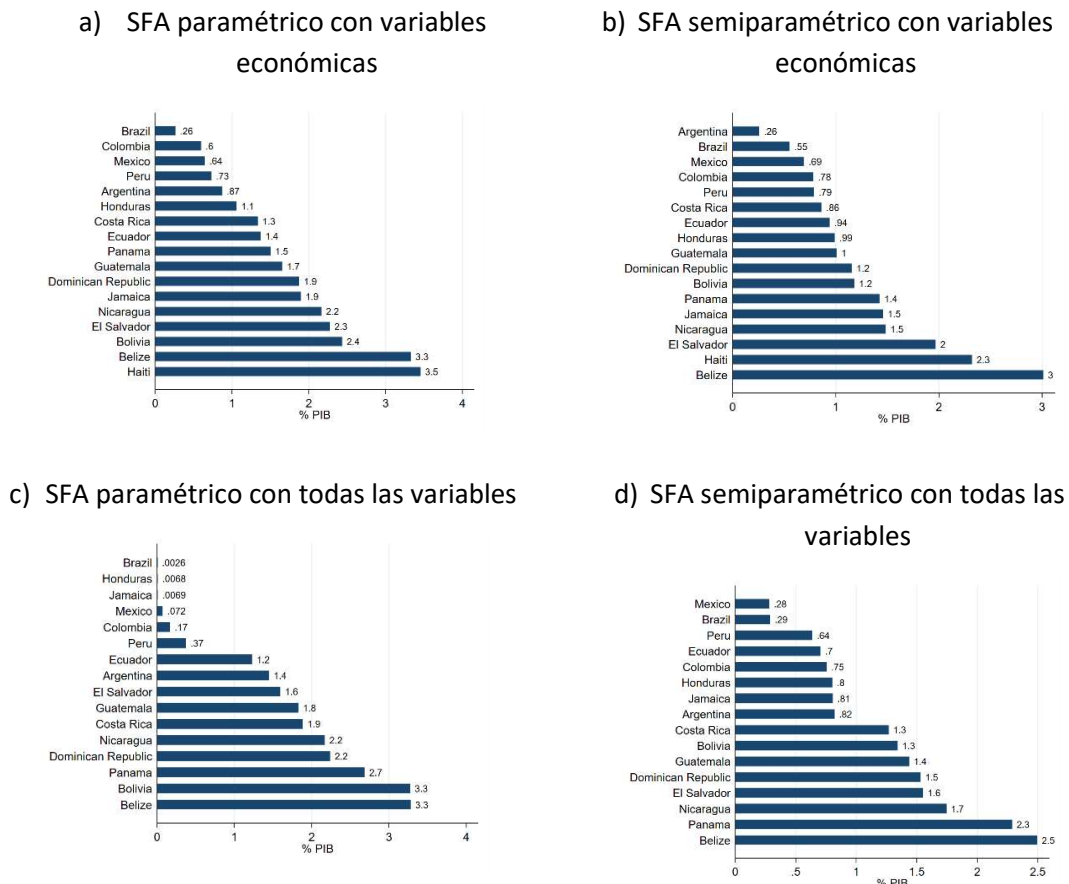 a) SFA paramétrico con variables
económicas
Brazil .26
Colombia .6
Mexico .64
Peru .73
Argentina .87
Honduras 1.1
Costa Rica 1.3
Ecuador 1.4
Panama 1.5
Guatemala 1.7
Dominican Republic 1.9
Jamaica 1.9
Nicaragua 2.2
El Salvador 2.3
Bolivia 2.4
Belize 3.3
Haiti 3.5
0 1 2 3 4
% PIB
b) SFA semiparamétrico con variables
económicas
Argentina .26
Brazil .55
Mexico .69
Colombia .78
Peru .79
Costa Rica .86
Ecuador .94
Honduras .99
Guatemala 1
Dominican Republic 1.2
Bolivia 1.2
Panama 1.4
Jamaica 1.5
Nicaragua 1.5
El Salvador 2
Haiti 2.3
Belize 3
0 1 2 3
% PIB
c) SFA paramétrico con todas las variables
Brazil .0026
Honduras .0068
Jamaica .0069
Mexico .072
Colombia .17
Peru .37
Ecuador 1.2
Argentina 1.4
El Salvador 1.6
Guatemala 1.8
Costa Rica 1.9
Nicaragua 2.2
Dominican Republic 2.2
Panama 2.7
Bolivia 3.3
Belize 3.3
0 1 2 3 4
% PIB
d) SFA semiparamétrico con todas las
variables
Mexico .28
Brazil .29
Peru .64
Ecuador .7
Colombia .75
Honduras .8
Jamaica .81
Argentina .82
Costa Rica 1.3
Bolivia 1.3
Guatemala 1.4
Dominican Republic 1.5
El Salvador 1.6
Nicaragua 1.7
Panama 2.3
Belize 2.5
0 .5 1 1.5 2 2.5
% PIB